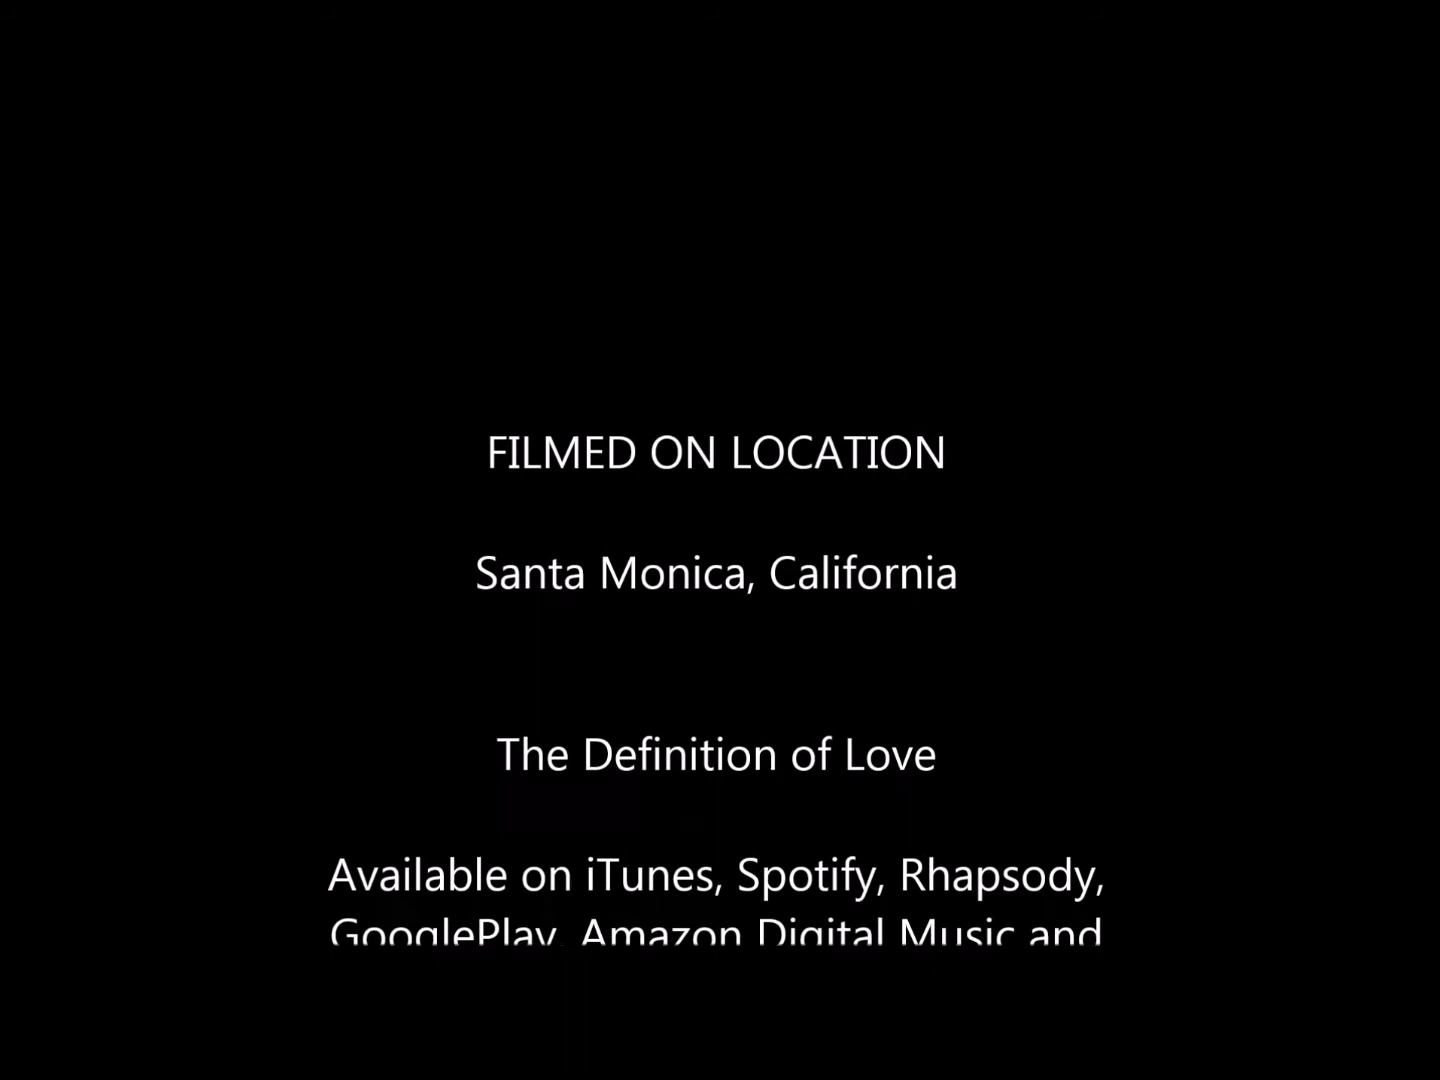 FILMED ON LOCATION
Santa Monica, California
The Definition of Love
Available on iTunes, Spotify, Rhapsody,
GooglePlay, Amazon Digital Music and